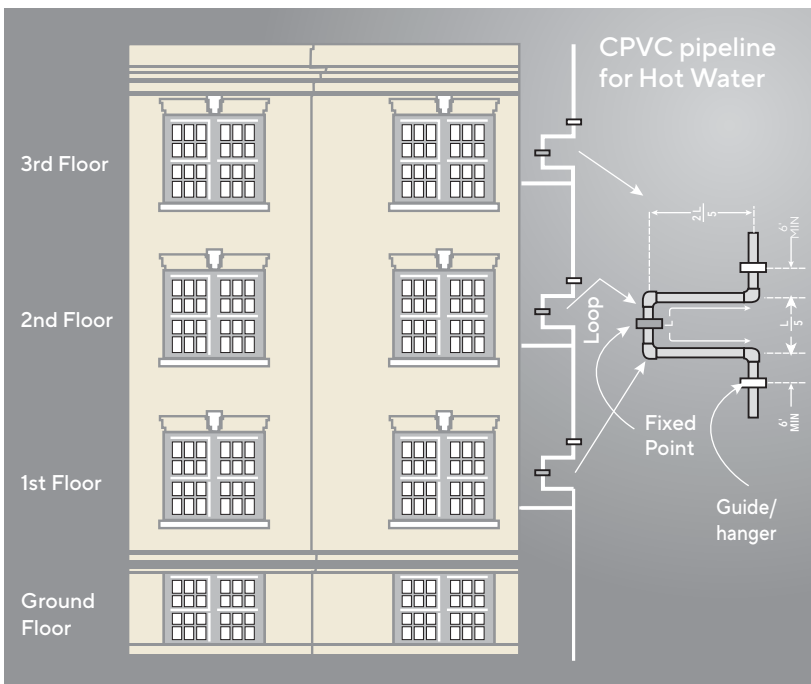 CPVC pipeline
for Hot Water
3rd Floor
2nd Floor
1st Floor
Ground
Floor
Loop
2L
5
6'
MIN
L
L
5
6'
MIN
Fixed
Point
Guide/
hanger